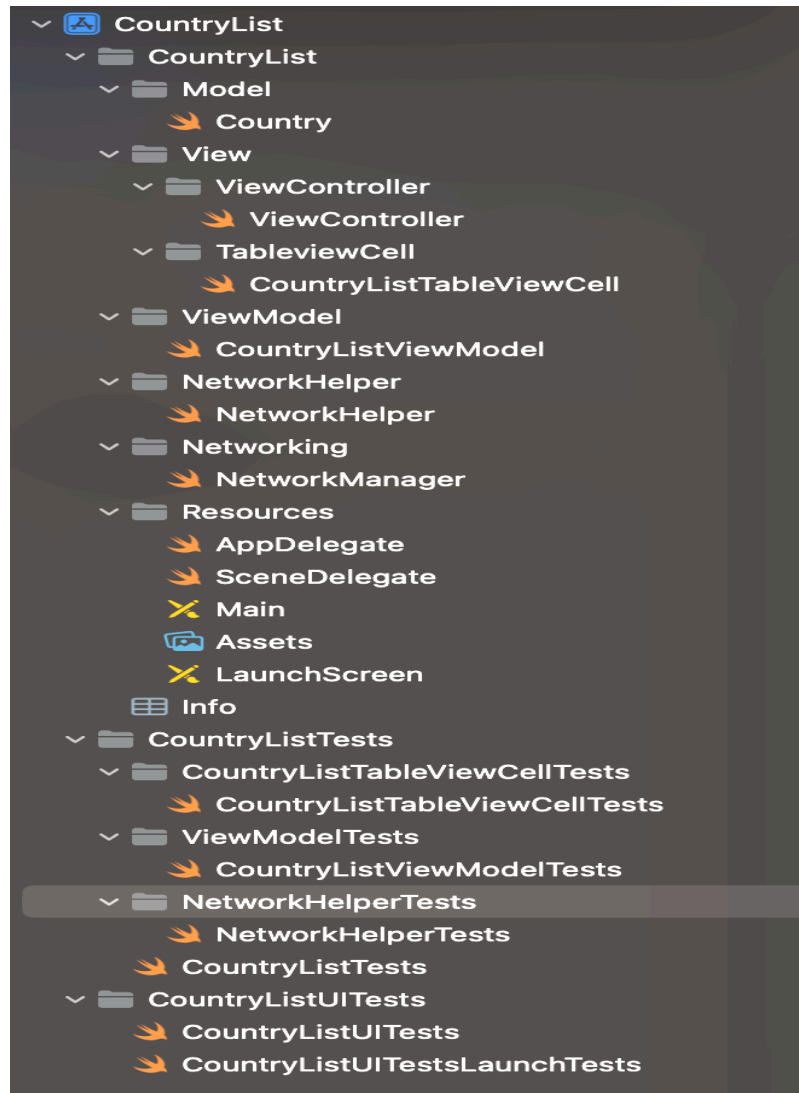 CountryList
CountryList
Model
Country
View
ViewController
ViewController
TableviewCell
CountryListTableViewCell
ViewModel
CountryListViewModel
NetworkHelper
NetworkHelper
Networking
NetworkManager
Resources
AppDelegate
SceneDelegate
Main
Assets
LaunchScreen
Info
CountryListTests
CountryListTableViewCellTests
CountryListTableViewCellTests
ViewModelTests
CountryListViewModelTests
NetworkHelperTests
NetworkHelperTests
CountryListTests
CountryListUITests
CountryListUITests
CountryListUITestsLaunchTests